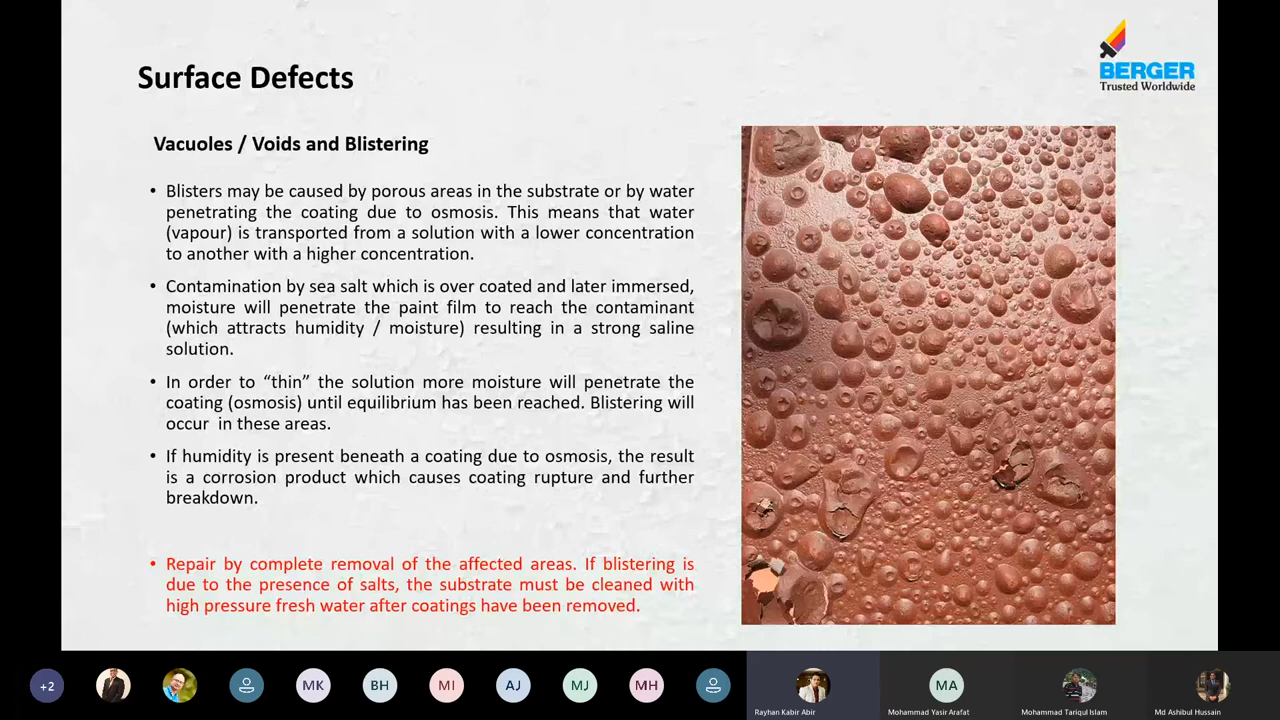 Surface Defects
BERGER
Trusted Worldwide
Vacuoles / Voids and Blistering
• Blisters may be caused by porous areas in the substrate or by water
penetrating the coating due to osmosis. This means that water
(vapour) is transported from a solution with a lower concentration
to another with a higher concentration.
• Contamination by sea salt which is over coated and later immersed,
moisture will penetrate the paint film to reach the contaminant
(which attracts humidity / moisture) resulting in a strong saline
solution.
• In order to “thin” the solution more moisture will penetrate the
coating (osmosis) until equilibrium has been reached. Blistering will
occur in these areas.
• If humidity is present beneath a coating due to osmosis, the result
is a corrosion product which causes coating rupture and further
breakdown.
• Repair by complete removal of the affected areas. If blistering is
due to the presence of salts, the substrate must be cleaned with
high pressure fresh water after coatings have been removed.
+2 MK BH MI AJ MJ MH MA
Rayhan Kabir Abir Mohammad Yasir Arafat Mohammad Tariqul Islam Md Ashibul Hussain